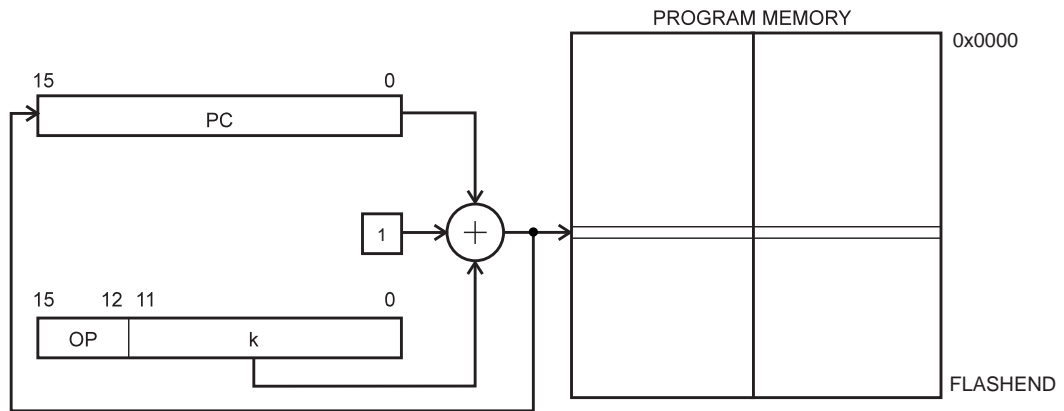 PROGRAM MEMORY
0x0000
15 0
PC
1
+
15 12 11 0
OP k
FLASHEND